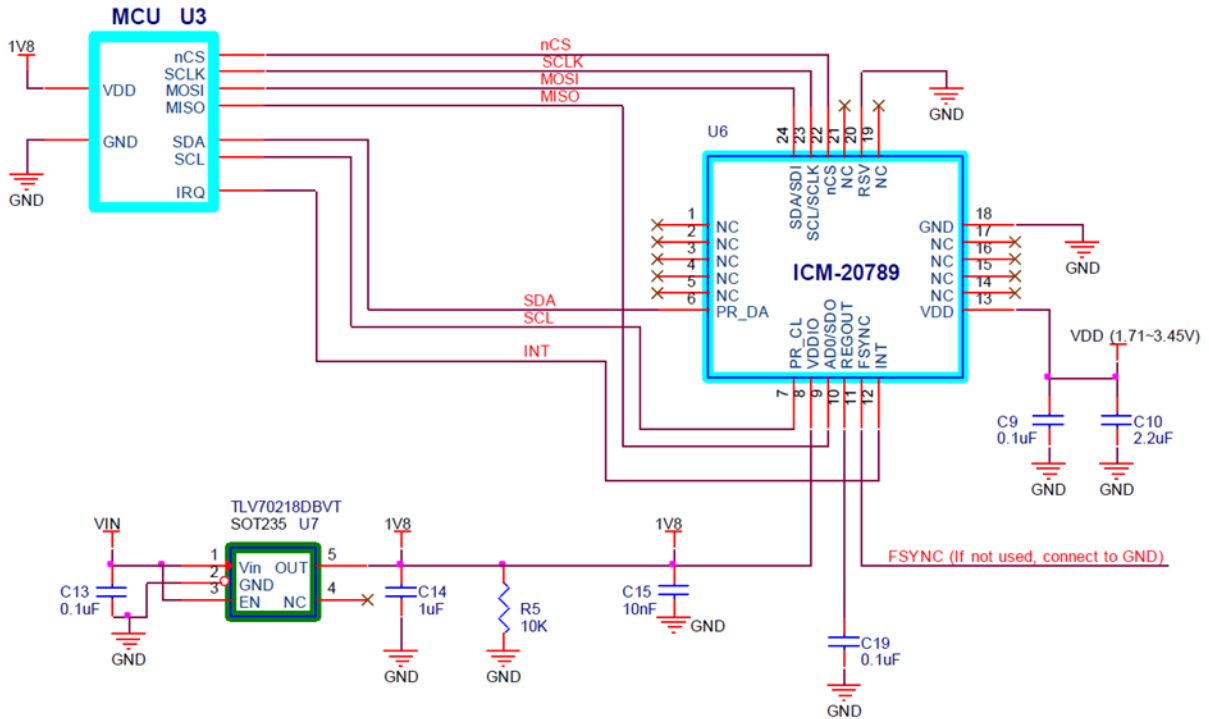 MCU U3
1V8
VDD
GND
GND
nCS
SCLK
MOSI
MISO
SDA
SCL
IRQ
nCS
SCLK
MOSI
MISO
SDA
SCL
INT
GND
U6
24
23
22
21
20
19
SDA/SDI
SCL/SCLK
nCS
NC
RSV
NC
1 NC
2 NC
3 NC
4 NC
5 NC
6 PR_DA
ICM-20789
GND 18
NC 17
NC 16
NC 15
NC 14
VDD 13
GND
PR_CL
VDDIO
AD0/SDO
REGOUT
FSYNC
INT
7
8
9
10
11
12
VDD (1.71~3.45V)
C9
0.1uF
GND
C10
2.2uF
GND
FSYNC (If not used, connect to GND)
C19
0.1uF
GND
TLV70218DBVT
SOT235 U7
VIN
C13
0.1uF
GND
1 Vin
2 GND
3 EN
OUT 5
NC 4
1V8
C14
1uF
GND
R5
10K
GND
1V8
C15
10nF
GND